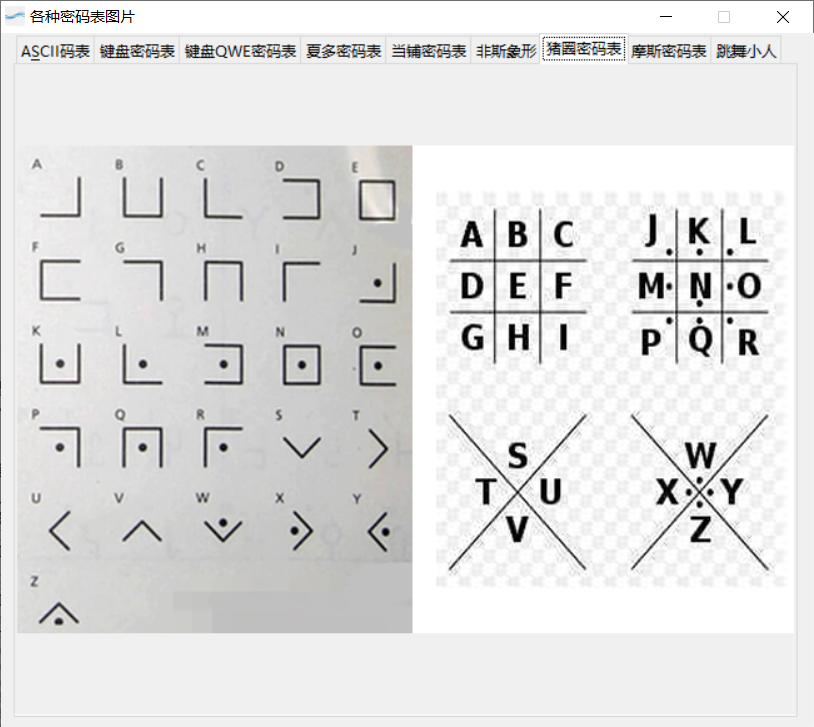 各种密码表图片
ASCII码表 键盘密码表 键盘QWE密码表 夏多密码表 当铺密码表 非斯象形 猪圈密码表 摩斯密码表 跳舞小人
A B C D E
F G H I J
K L M N O
P Q R S T
U V W X Y
Z
A B C
D E F
G H I
J K L
M N O
P Q R
S
T U
V
W
X Y
Z